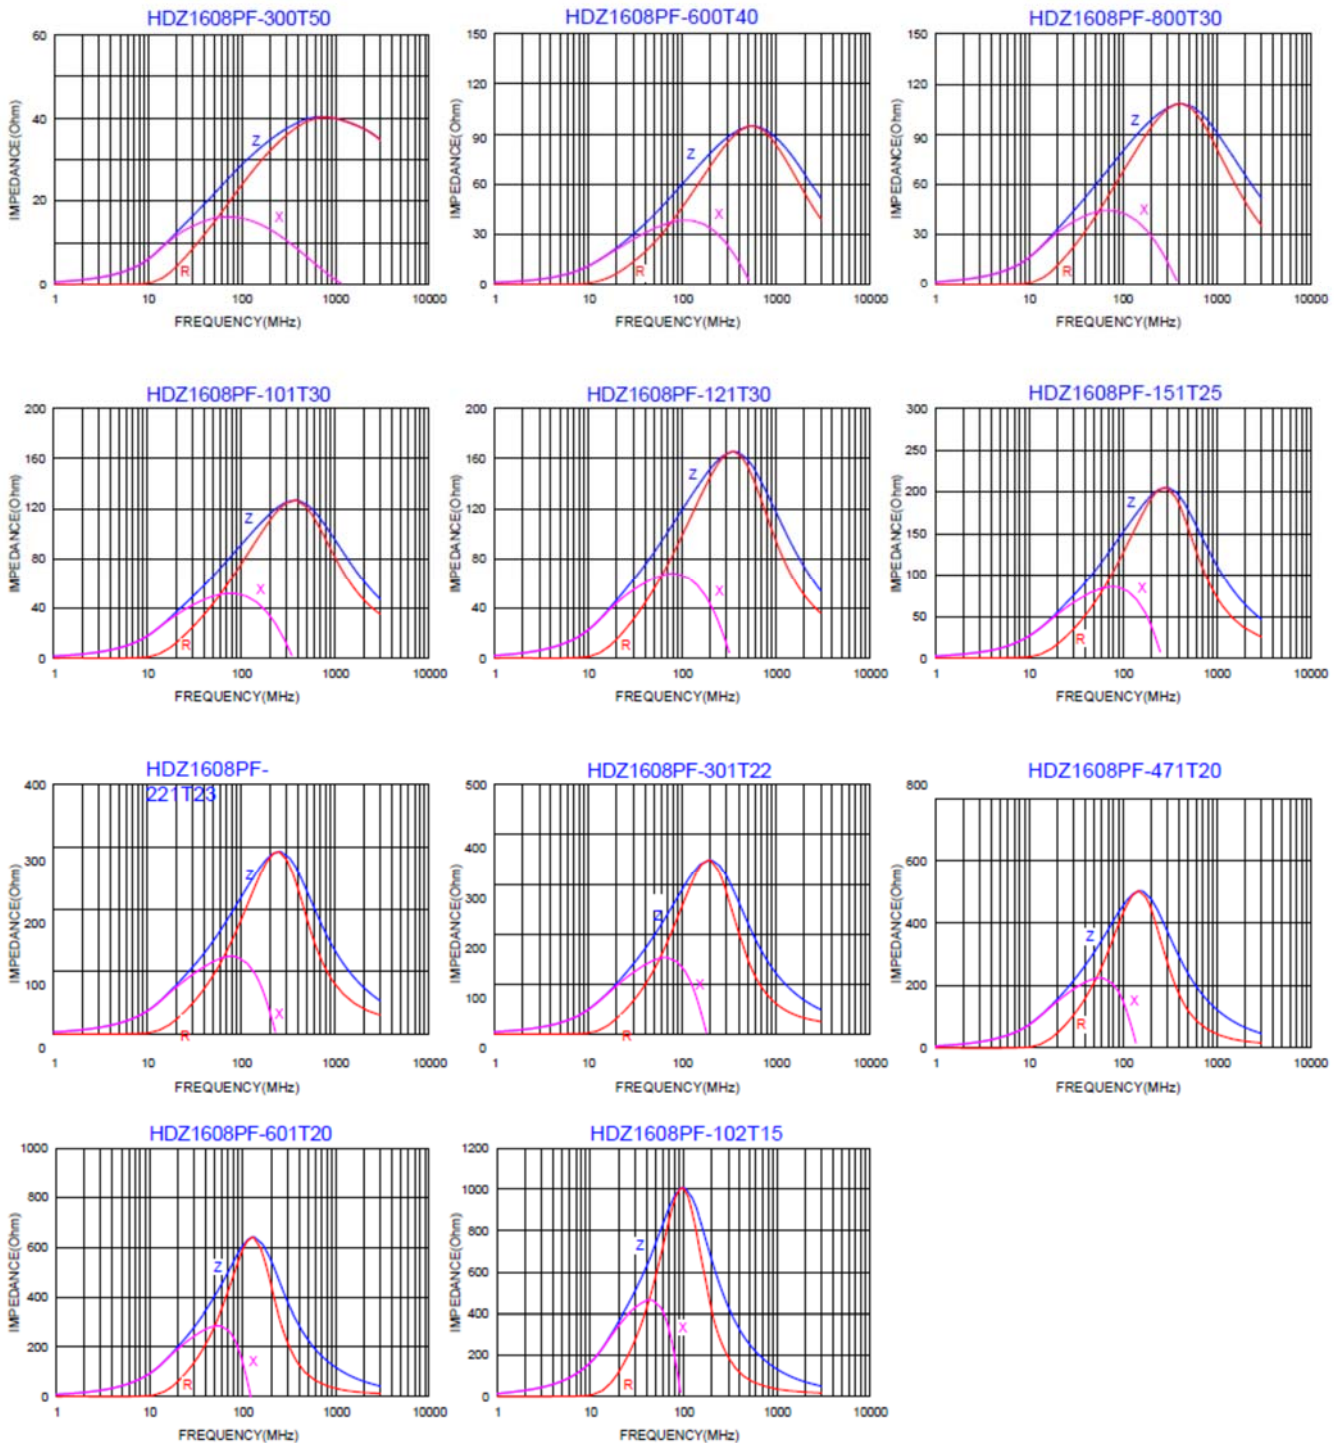 HDZ1608PF-300T50
60
40
20
0
IMPEDANCE(Ohm)
Z
X
R
1 10 100 1000 10000
FREQUENCY(MHz)
HDZ1608PF-600T40
150
120
90
60
30
0
IMPEDANCE(Ohm)
Z
X
R
1 10 100 1000 10000
FREQUENCY(MHz)
HDZ1608PF-800T30
150
120
90
60
30
0
IMPEDANCE(Ohm)
Z
X
R
1 10 100 1000 10000
FREQUENCY(MHz)
HDZ1608PF-101T30
200
160
120
80
40
0
IMPEDANCE(Ohm)
Z
X
R
1 10 100 1000 10000
FREQUENCY(MHz)
HDZ1608PF-121T30
200
160
120
80
40
0
IMPEDANCE(Ohm)
Z
X
R
1 10 100 1000 10000
FREQUENCY(MHz)
HDZ1608PF-151T25
300
250
200
150
100
50
0
IMPEDANCE(Ohm)
Z
X
R
1 10 100 1000 10000
FREQUENCY(MHz)
HDZ1608PF-
221T23
400
300
200
100
0
IMPEDANCE(Ohm)
Z
X
R
1 10 100 1000 10000
FREQUENCY(MHz)
HDZ1608PF-301T22
500
400
300
200
100
0
IMPEDANCE(Ohm)
Z
X
R
1 10 100 1000 10000
FREQUENCY(MHz)
HDZ1608PF-471T20
800
600
400
200
0
IMPEDANCE(Ohm)
Z
X
R
1 10 100 1000 10000
FREQUENCY(MHz)
HDZ1608PF-601T20
1000
800
600
400
200
0
IMPEDANCE(Ohm)
Z
X
R
1 10 100 1000 10000
FREQUENCY(MHz)
HDZ1608PF-102T15
1200
1000
800
600
400
200
0
IMPEDANCE(Ohm)
Z
X
R
1 10 100 1000 10000
FREQUENCY(MHz)